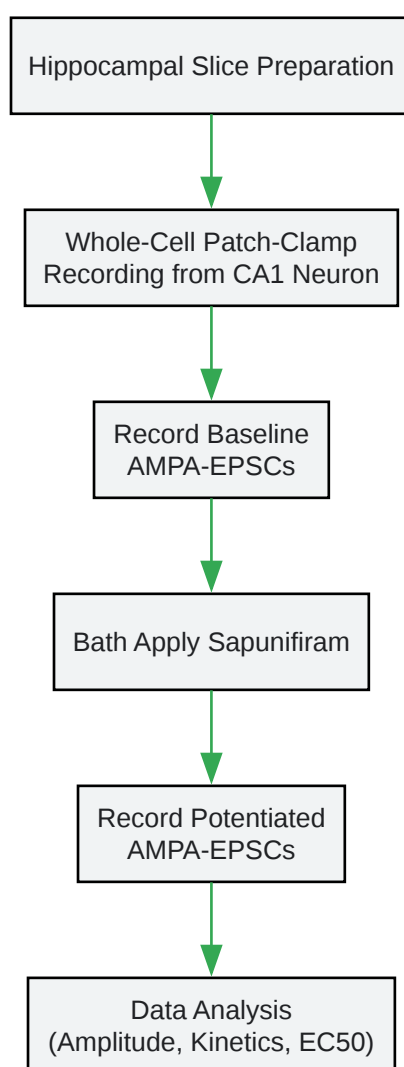 Hippocampal Slice Preparation
Whole-Cell Patch-Clamp
Recording from CA1 Neuron
Record Baseline
AMPA-EPSCs
Bath Apply Sapunifiram
Record Potentiated
AMPA-EPSCs
Data Analysis
(Amplitude, Kinetics, EC50)